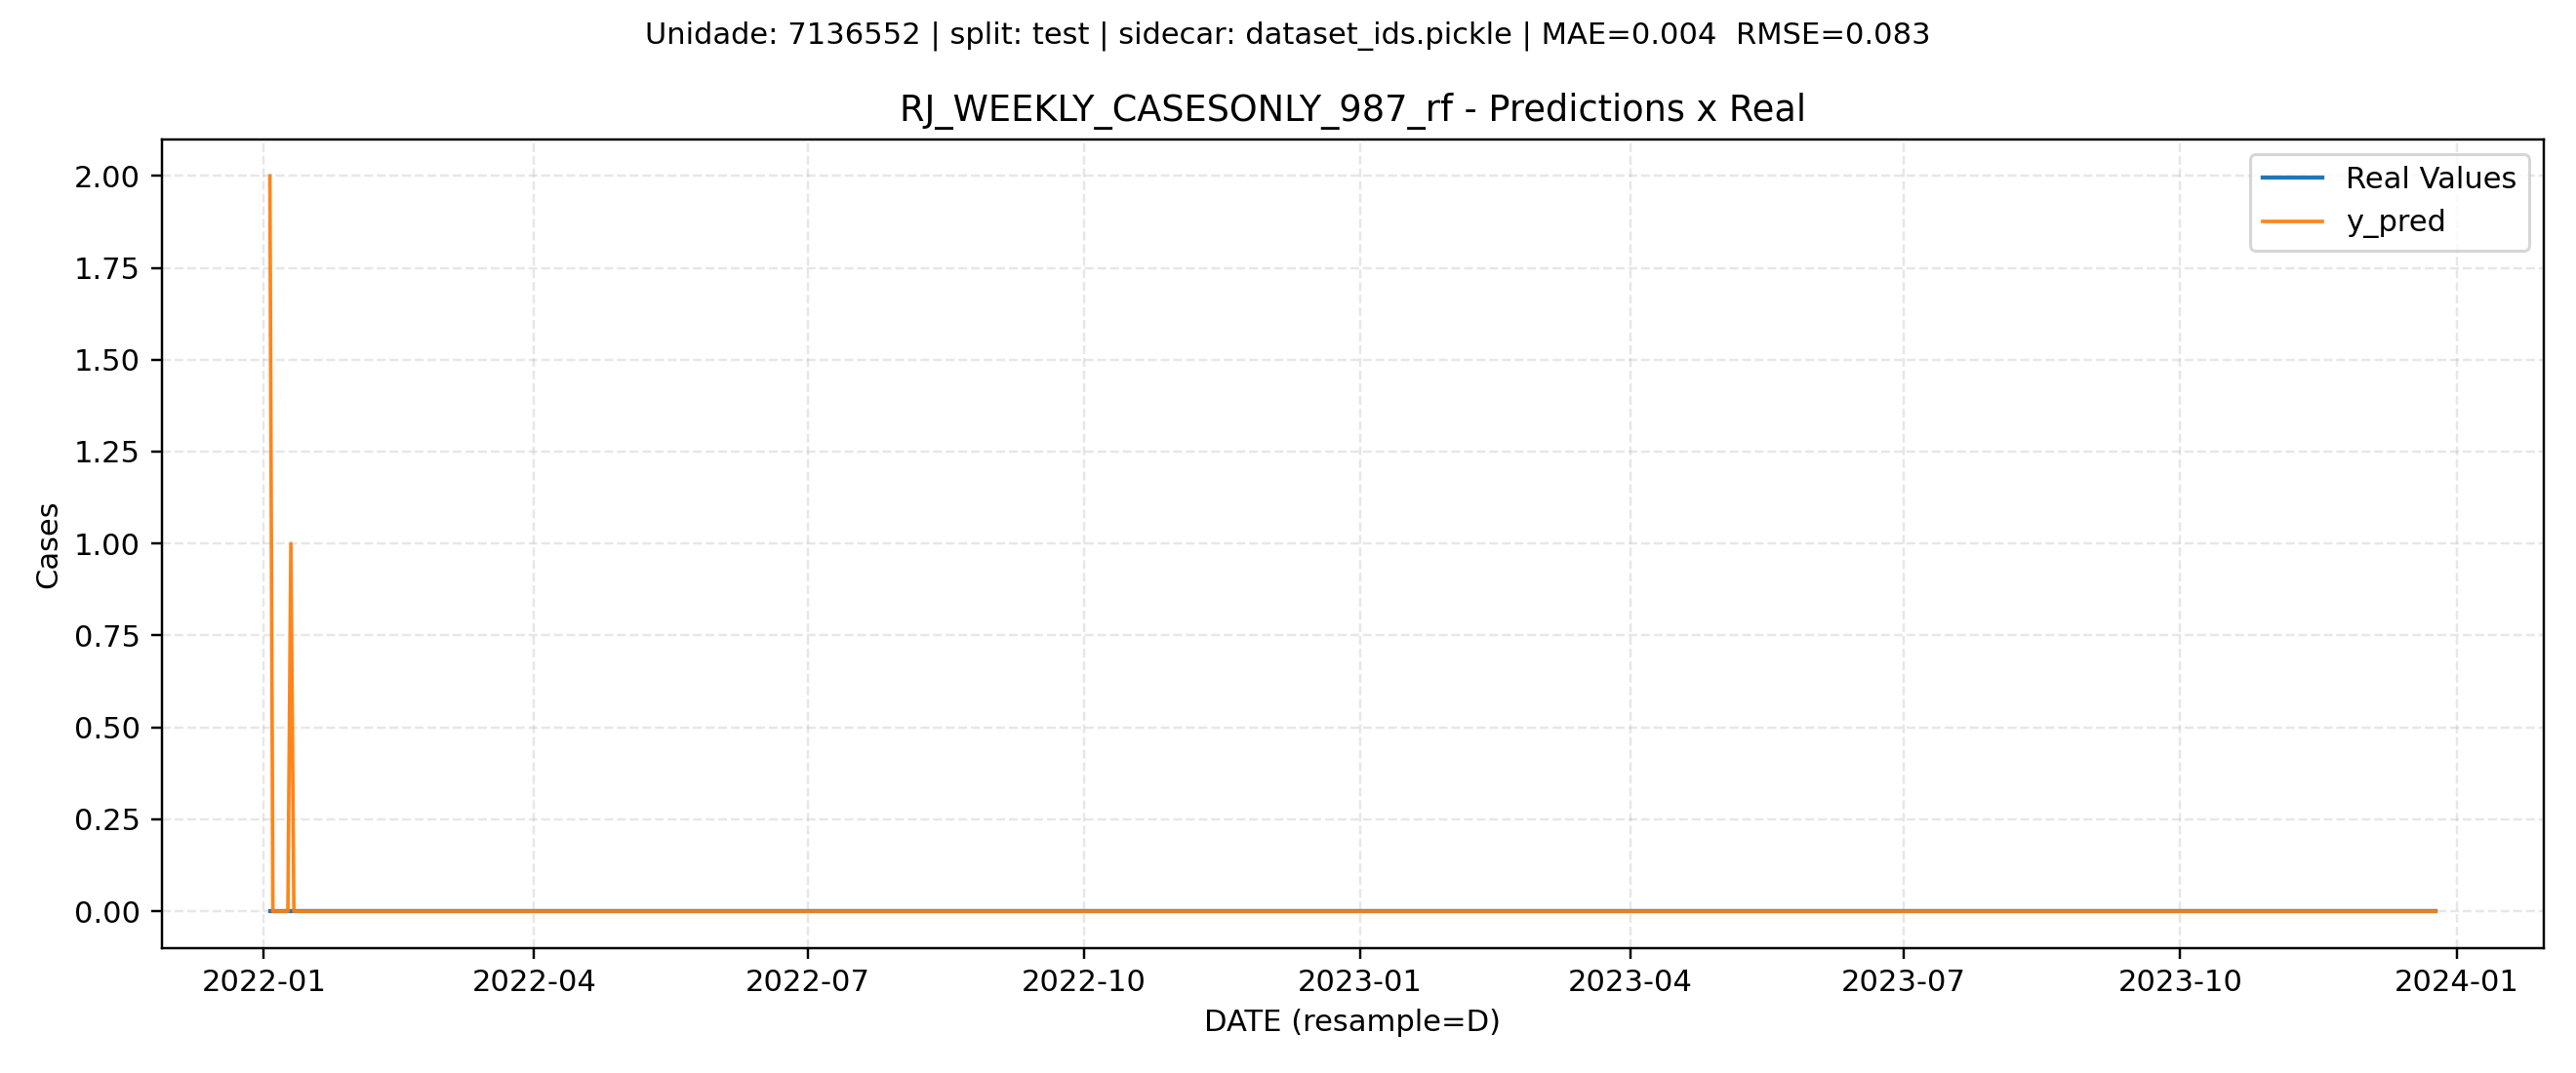 Unidade: 7136552 | split: test | sidecar: dataset_ids.pickle | MAE=0.004  RMSE=0.083
RJ_WEEKLY_CASESONLY_987_rf - Predictions x Real
Real Values
y_pred
2.00
1.75
1.50
1.25
1.00
0.75
0.50
0.25
0.00
Cases
2022-01 2022-04 2022-07 2022-10 2023-01 2023-04 2023-07 2023-10 2024-01
DATE (resample=D)